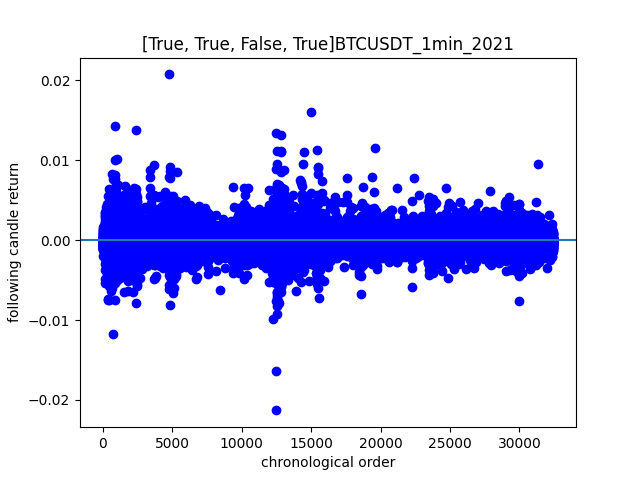 [True, True, False, True]BTCUSDT_1min_2021
following candle return
0.02
0.01
0.00
−0.01
−0.02
0 5000 10000 15000 20000 25000 30000
chronological order